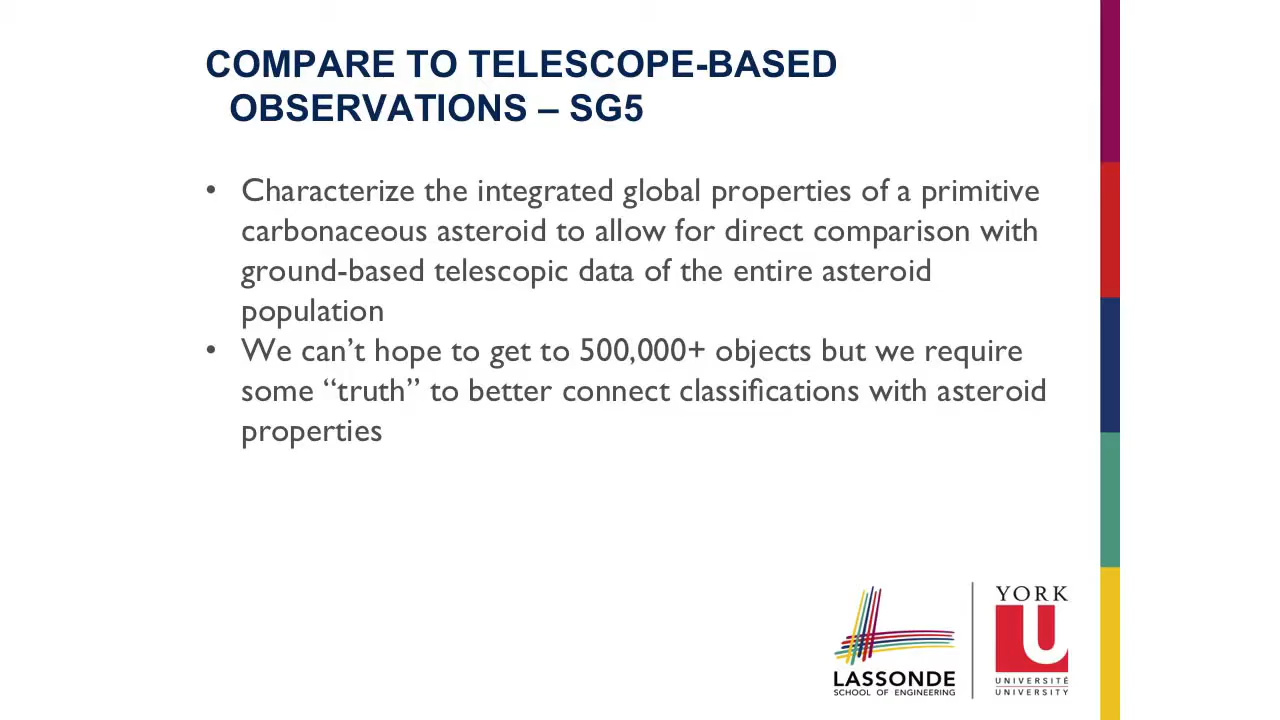 COMPARE TO TELESCOPE-BASED
OBSERVATIONS – SG5
• Characterize the integrated global properties of a primitive
carbonaceous asteroid to allow for direct comparison with
ground-based telescopic data of the entire asteroid
population
• We can’t hope to get to 500,000+ objects but we require
some “truth” to better connect classifications with asteroid
properties
LASSONDE
SCHOOL OF ENGINEERING
YORK
U
UNIVERSITÉ
UNIVERSITY